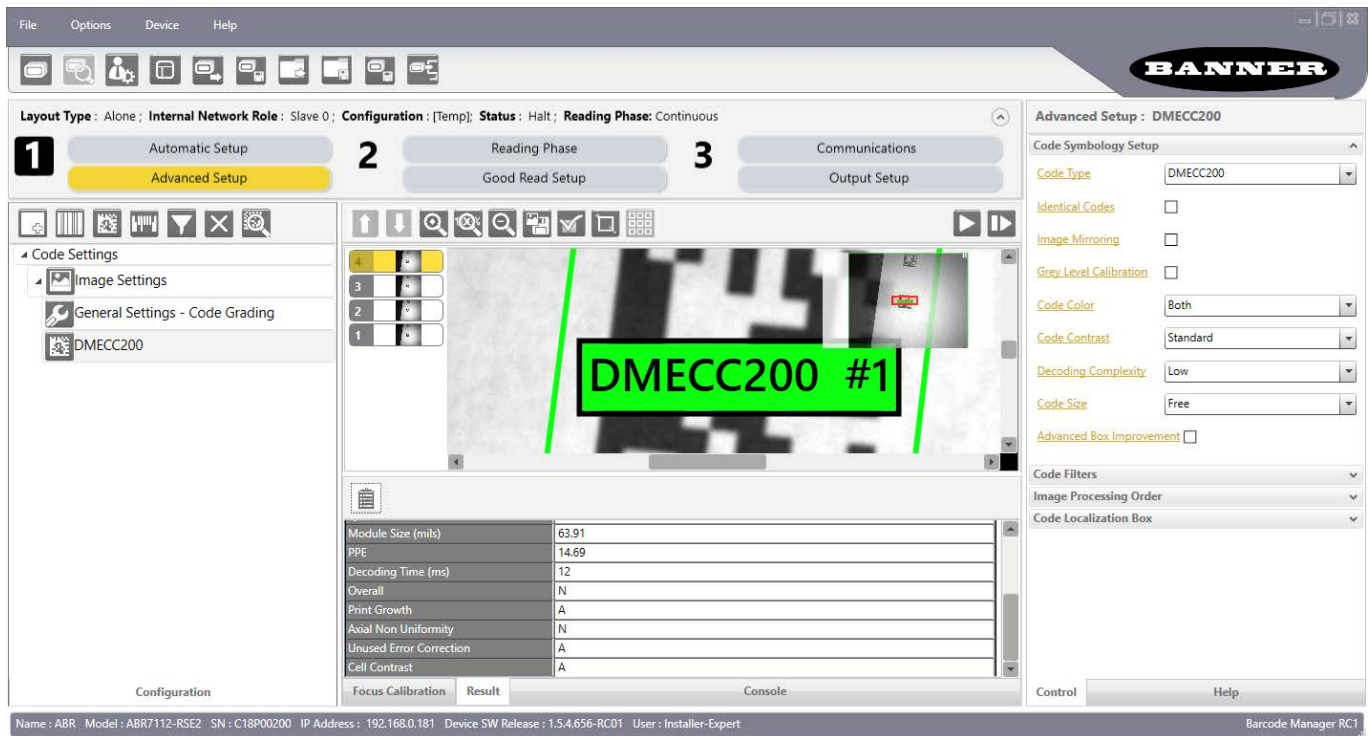 File Options Device Help
BANNER
Layout Type : Alone ; Internal Network Role : Slave 0 ; Configuration : [Temp]; Status : Halt ; Reading Phase: Continuous
1 Automatic Setup 2 Reading Phase 3 Communications
Advanced Setup Good Read Setup Output Setup
Code Settings
Image Settings
General Settings - Code Grading
DMECC200
Configuration
100%
4
3
2
1
DMECC200 #1
Module Size (mils) 63.91
PPE 14.69
Decoding Time (ms) 12
Overall N
Print Growth A
Axial Non Uniformity N
Unused Error Correction A
Cell Contrast A
Focus Calibration Result Console
Advanced Setup : DMECC200
Code Symbology Setup
Code Type DMECC200
Identical Codes
Image Mirroring
Grey Level Calibration
Code Color Both
Code Contrast Standard
Decoding Complexity Low
Code Size Free
Advanced Box Improvement
Code Filters
Image Processing Order
Code Localization Box
Control Help
Name : ABR Model : ABR7112-RSE2 SN : C18P00200 IP Address : 192.168.0.181 Device SW Release : 1.5.4.656-RC01 User : Installer-Expert Barcode Manager RC1